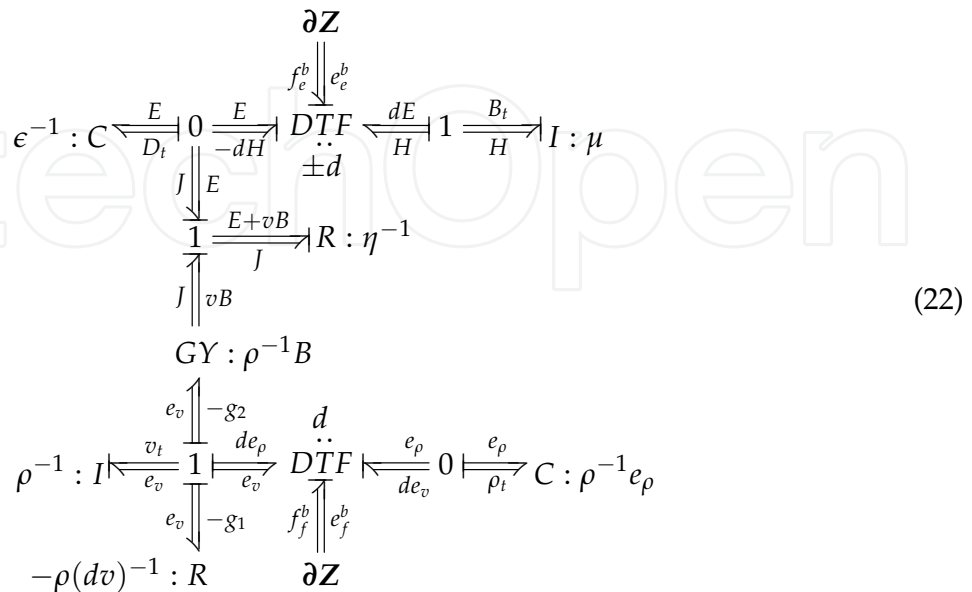 ∂Z
f_e^b e_e^b
E E dE B_t
ϵ^{-1} : C 0 DTF 1 I : μ
D_t -dH H H
±d
J E
E+vB
1 R : η^{-1}
J
J vB
(22)
GY : ρ^{-1}B
e_v -g_2
d
v_t de_ρ e_ρ e_ρ
ρ^{-1} : I 1 DTF 0 C : ρ^{-1}e_ρ
e_v e_v de_v ρ_t
e_v -g_1 f_f^b e_f^b
-ρ(dv)^{-1} : R ∂Z
techOpen